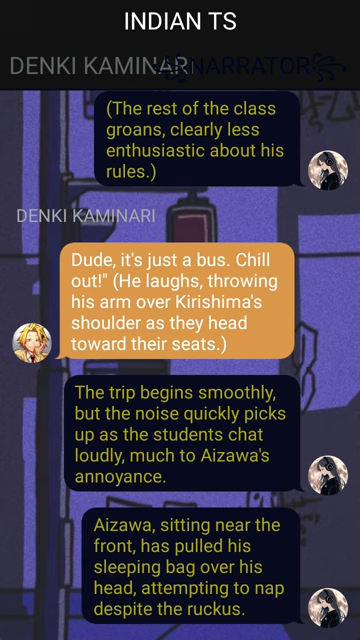 INDIAN TS
DENKI KAMINARI
NARRATOR
(The rest of the class
groans, clearly less
enthusiastic about his
rules.)
DENKI KAMINARI
Dude, it's just a bus. Chill
out!" (He laughs, throwing
his arm over Kirishima's
shoulder as they head
toward their seats.)
The trip begins smoothly,
but the noise quickly picks
up as the students chat
loudly, much to Aizawa's
annoyance.
Aizawa, sitting near the
front, has pulled his
sleeping bag over his
head, attempting to nap
despite the ruckus.